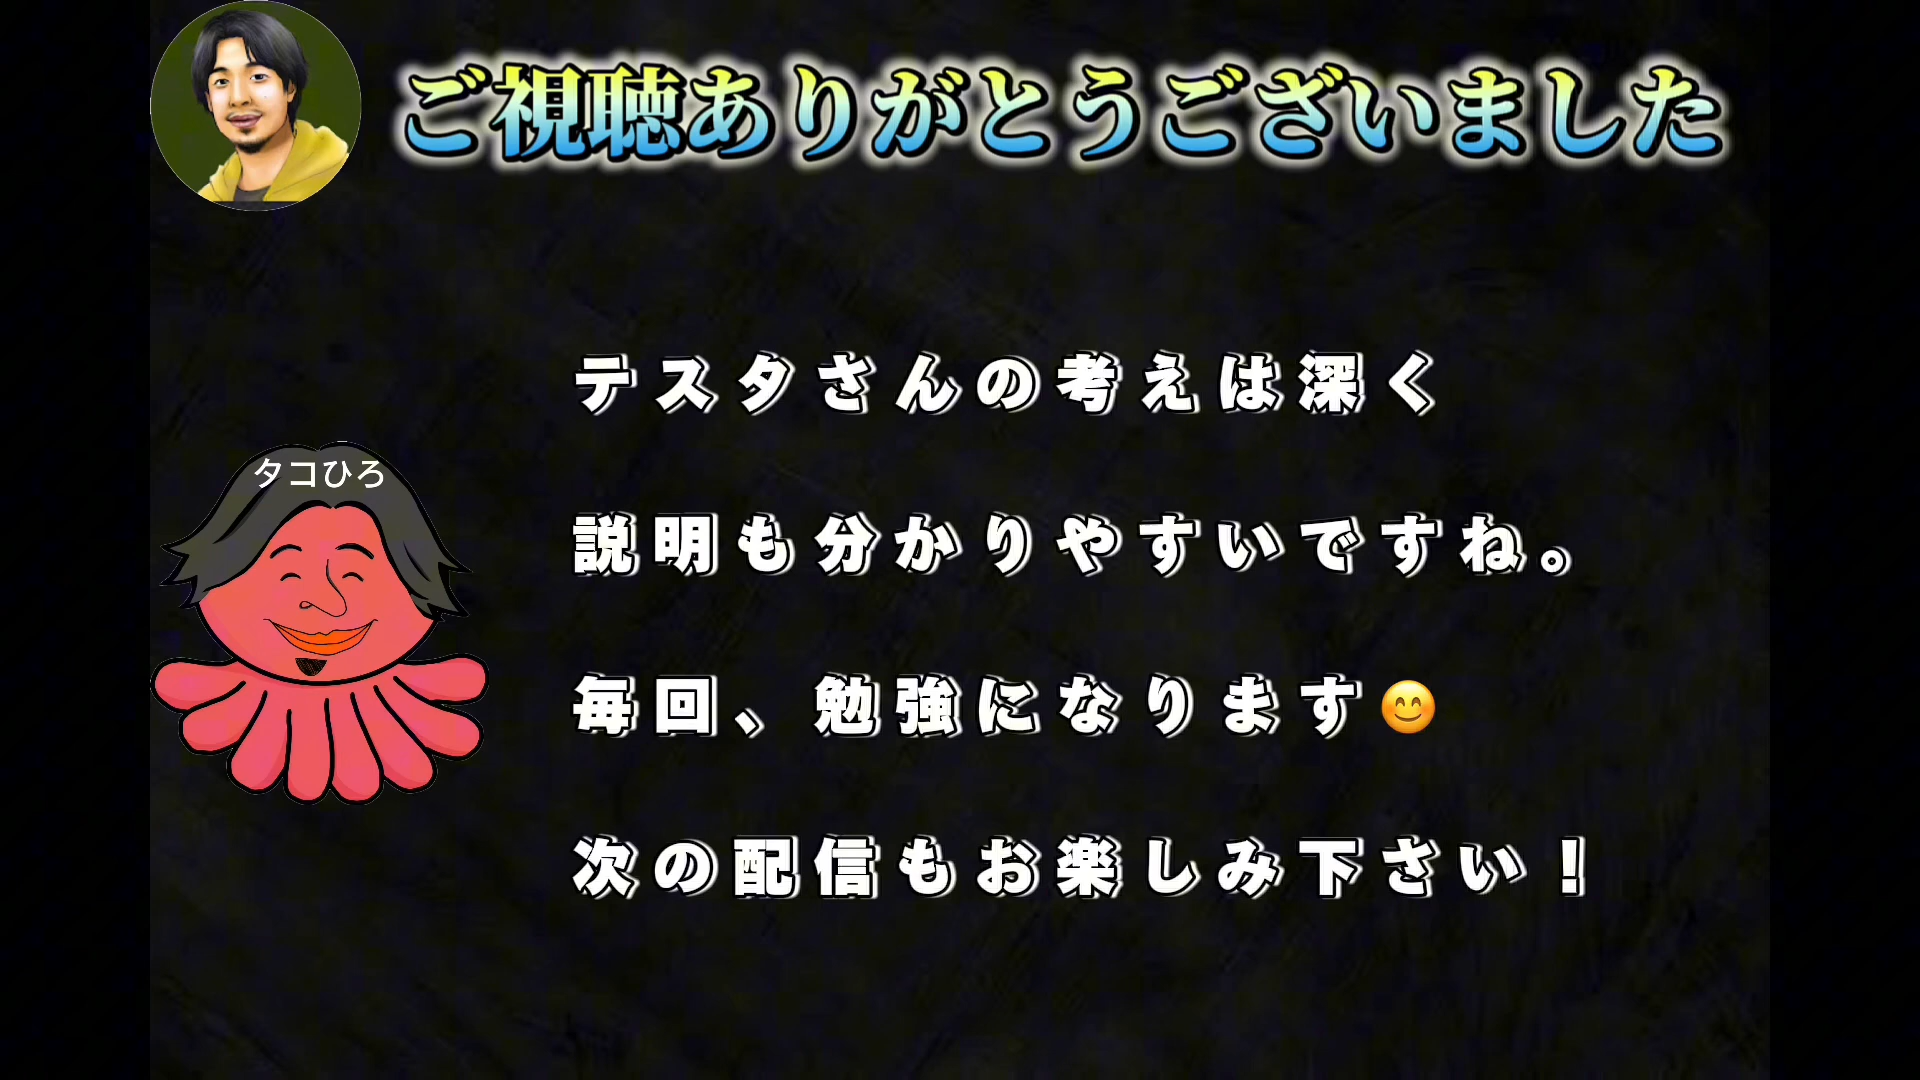 ご視聴ありがとうございました
テスタさんの考えは深く
タコひろ
説明も分かりやすいですね。
毎回、勉強になります😊
次の配信もお楽しみ下さい！